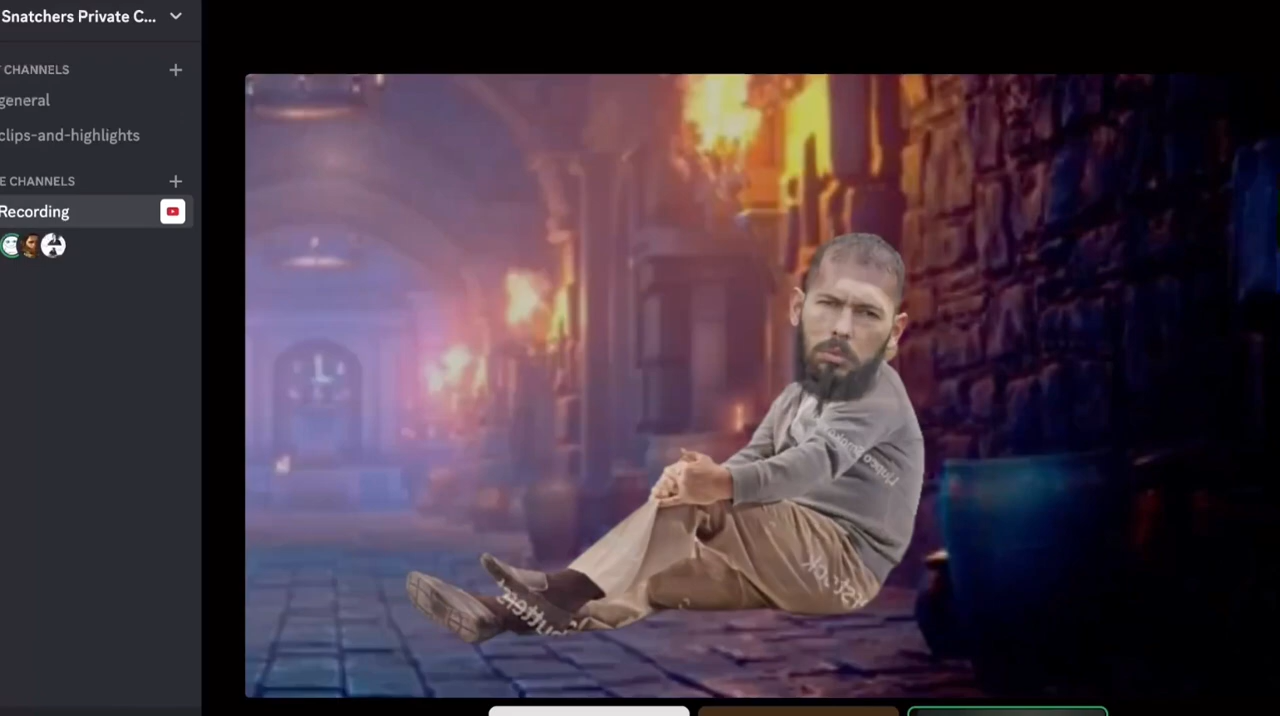 Snatchers Private C...
CHANNELS
general
clips-and-highlights
E CHANNELS
Recording